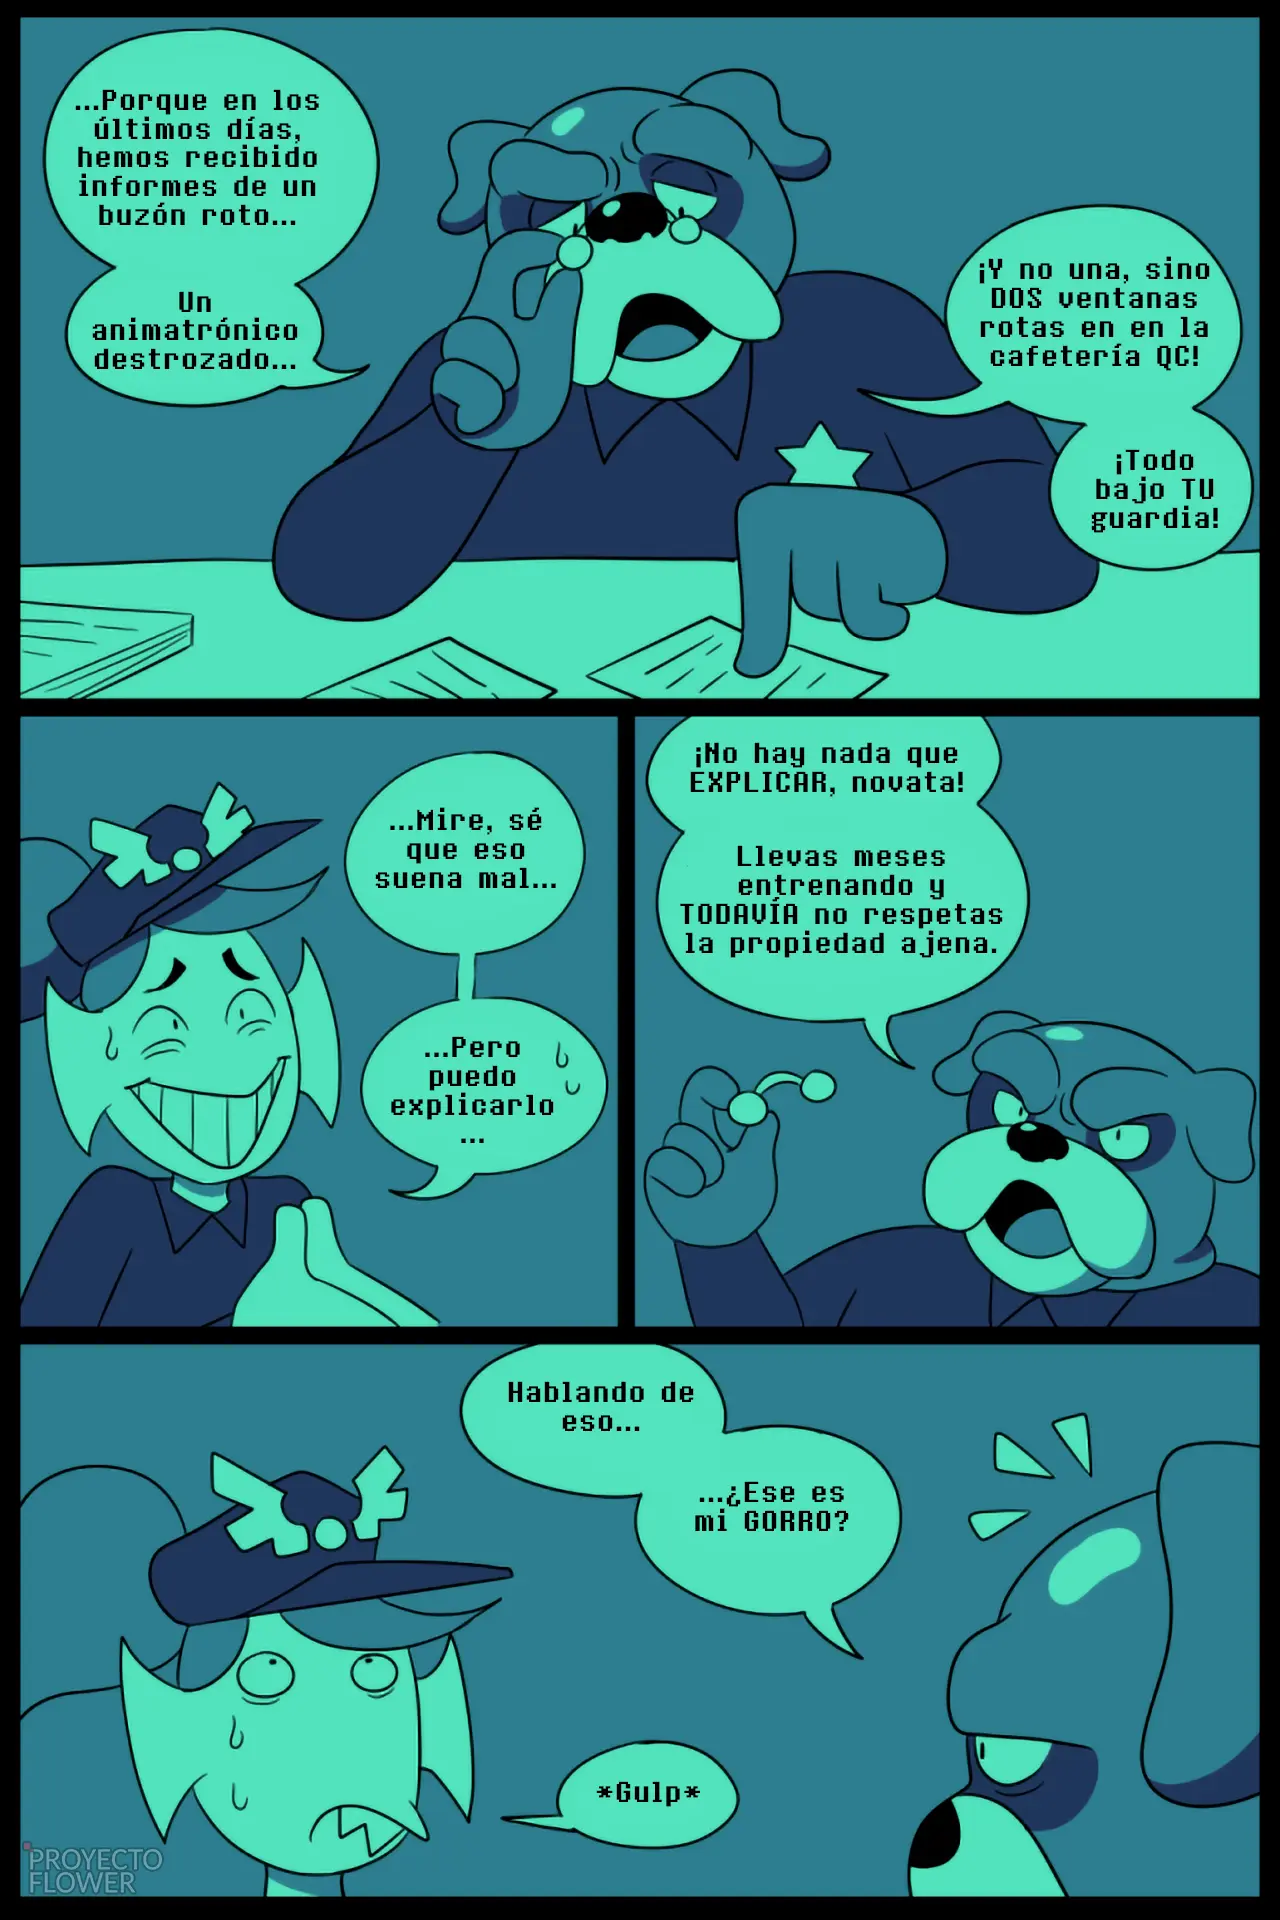 ...Porque en los
últimos días,
hemos recibido
informes de un
buzón roto...
Un
animatrónico
destrozado...
¡Y no una, sino
DOS ventanas
rotas en en la
cafetería QC!
¡Todo
bajo TU
guardia!
...Mire, sé
que eso
suena mal...
...Pero
puedo
explicarlo
...
¡No hay nada que
EXPLICAR, novata!
Llevas meses
entrenando y
TODAVÍA no respetas
la propiedad ajena.
Hablando de
eso...
...¿Ese es
mi GORRO?
*Gulp*
PROYECTO
FLOWER